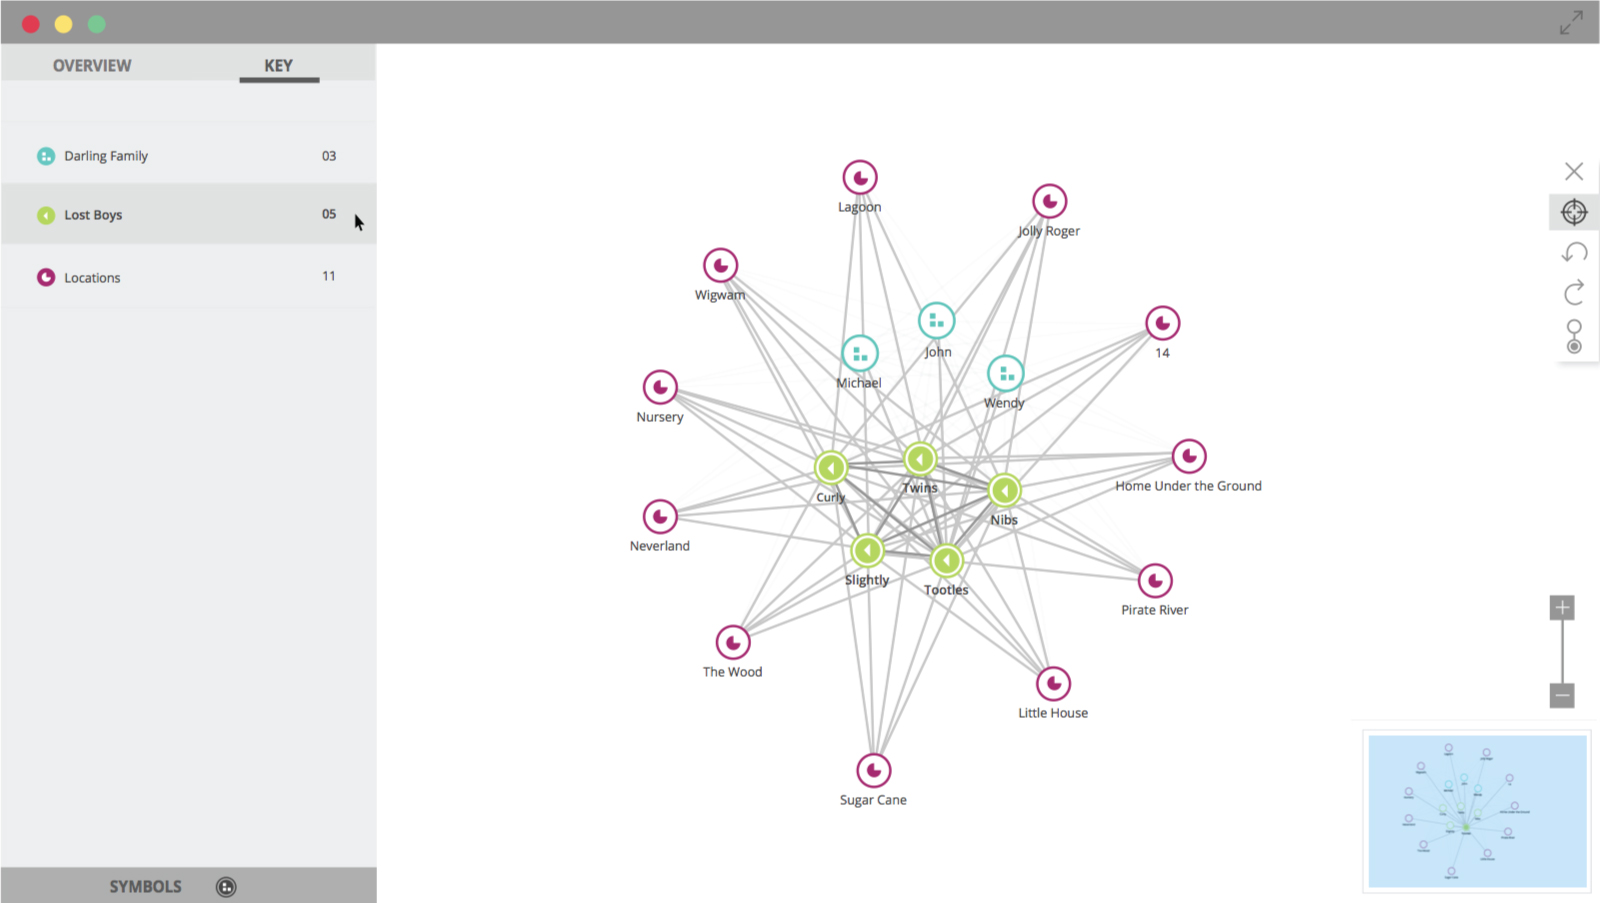 OVERVIEW KEY
Darling Family 03
Lost Boys 05
Locations 11
SYMBOLS
Lagoon
Jolly Roger
Wigwam
John
14
Michael
Wendy
Nursery
Home Under the Ground
Twins
Curly
Nibs
Neverland
Slightly
Tootles
Pirate River
The Wood
Little House
Sugar Cane